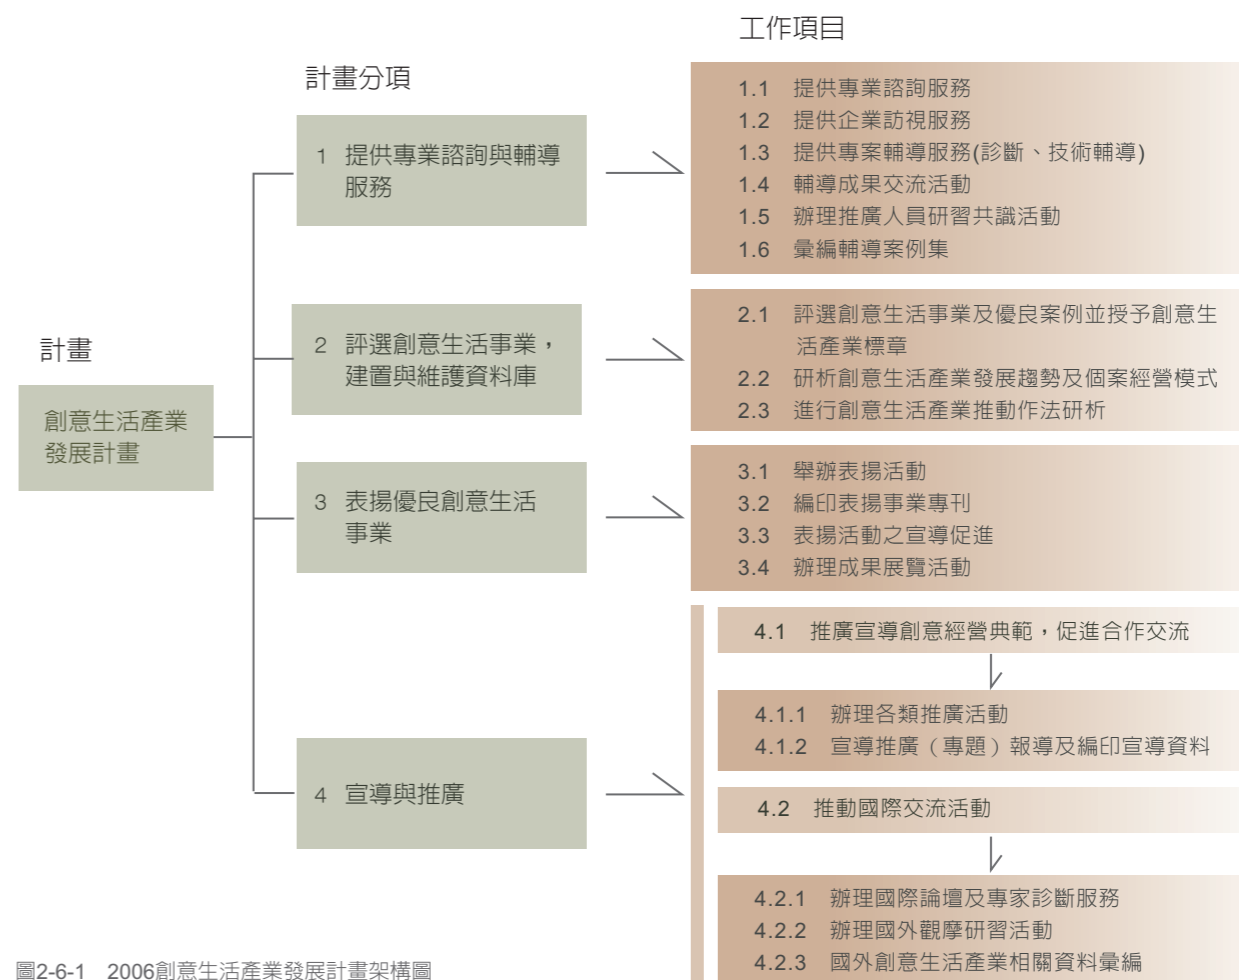 工作項目
計畫分項
計畫
創意生活產業
發展計畫
1 提供專業諮詢與輔導
服務
1.1 提供專業諮詢服務
1.2 提供企業訪視服務
1.3 提供專案輔導服務(診斷、技術輔導)
1.4 輔導成果交流活動
1.5 辦理推廣人員研習共識活動
1.6 彙編輔導案例集
2 評選創意生活事業，
建置與維護資料庫
2.1 評選創意生活事業及優良案例並授予創意生
活產業標章
2.2 研析創意生活產業發展趨勢及個案經營模式
2.3 進行創意生活產業推動作法研析
3 表揚優良創意生活
事業
3.1 舉辦表揚活動
3.2 編印表揚事業專刊
3.3 表揚活動之宣導促進
3.4 辦理成果展覽活動
4 宣導與推廣
4.1 推廣宣導創意經營典範，促進合作交流
4.1.1 辦理各類推廣活動
4.1.2 宣導推廣（專題）報導及編印宣導資料
4.2 推動國際交流活動
4.2.1 辦理國際論壇及專家診斷服務
4.2.2 辦理國外觀摩研習活動
4.2.3 國外創意生活產業相關資料彙編
圖2-6-1 2006創意生活產業發展計畫架構圖